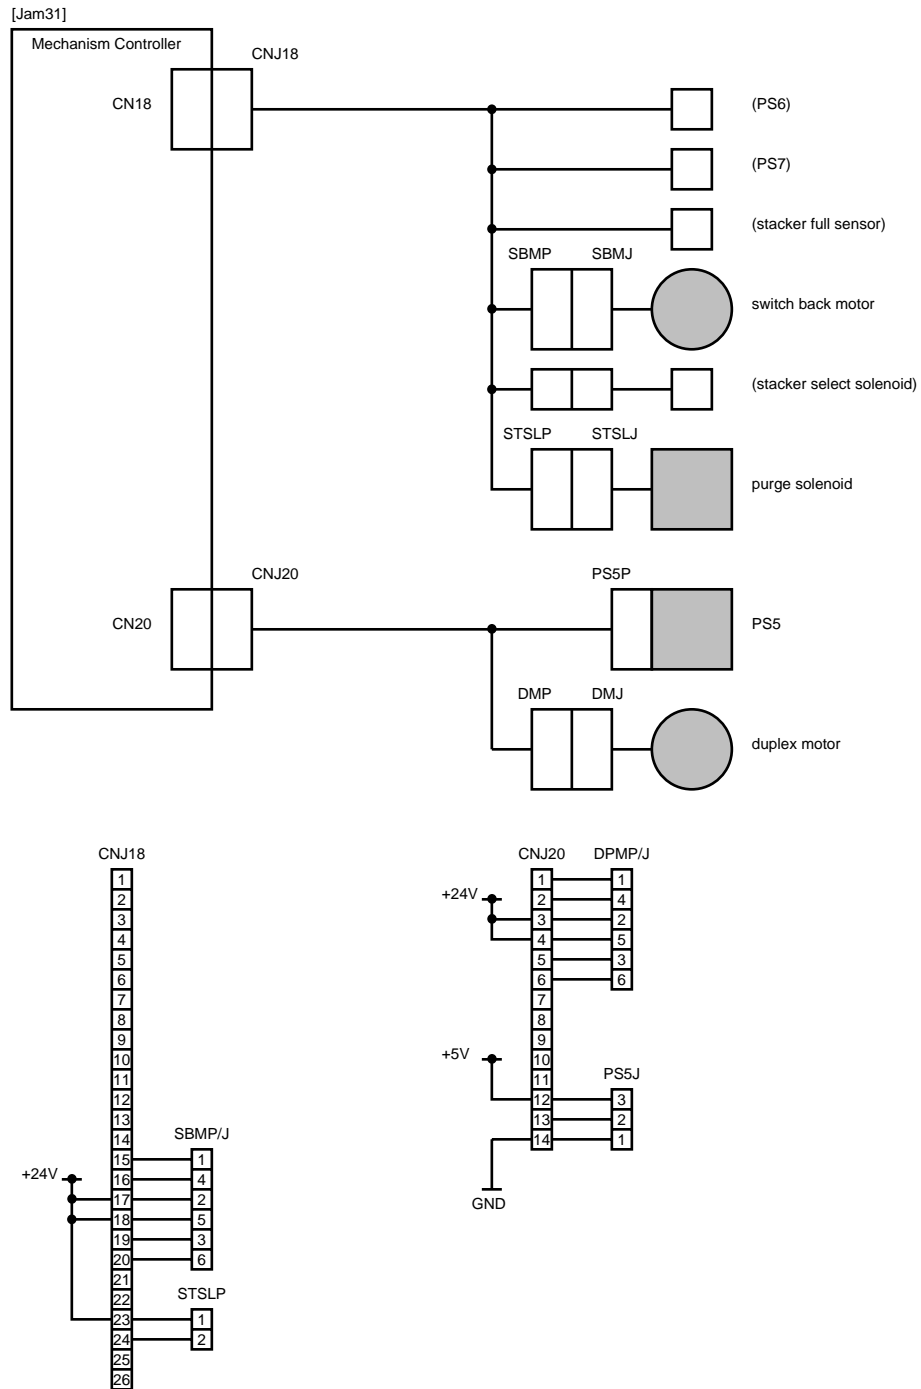 [Jam31]
Mechanism Controller
CNJ18
CN18
(PS6)
(PS7)
(stacker full sensor)
SBMP SBMJ
switch back motor
(stacker select solenoid)
STSLP STSLJ
purge solenoid
CNJ20
PS5P
CN20
PS5
DMP DMJ
duplex motor
CNJ18
1
2
3
4
5
6
7
8
9
10
11
12
13
14
15
16
17
18
19
20
21
22
23
24
25
26
SBMP/J
1
4
2
5
3
6
+24V
STSLP
1
2
CNJ20
1
2
3
4
5
6
7
8
9
10
11
12
13
14
DPMP/J
1
4
2
5
3
6
+24V
+5V
PS5J
3
2
1
GND